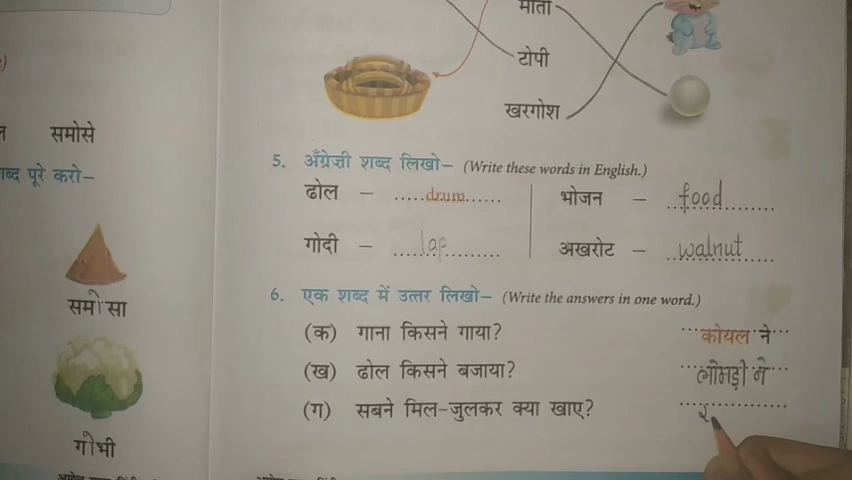 समोसे
शब्द पूरे करो–
समोसा
गोभी
मोती
टोपी
खरगोश
5. अँग्रेज़ी शब्द लिखो– (Write these words in English.)
ढोल – .....drum...... भोजन – food
गोदी – lap अखरोट – walnut
6. एक शब्द में उत्तर लिखो– (Write the answers in one word.)
(क) गाना किसने गाया? ...कोयल ने...
(ख) ढोल किसने बजाया? लोमड़ी ने
(ग) सबने मिल-जुलकर क्या खाए?